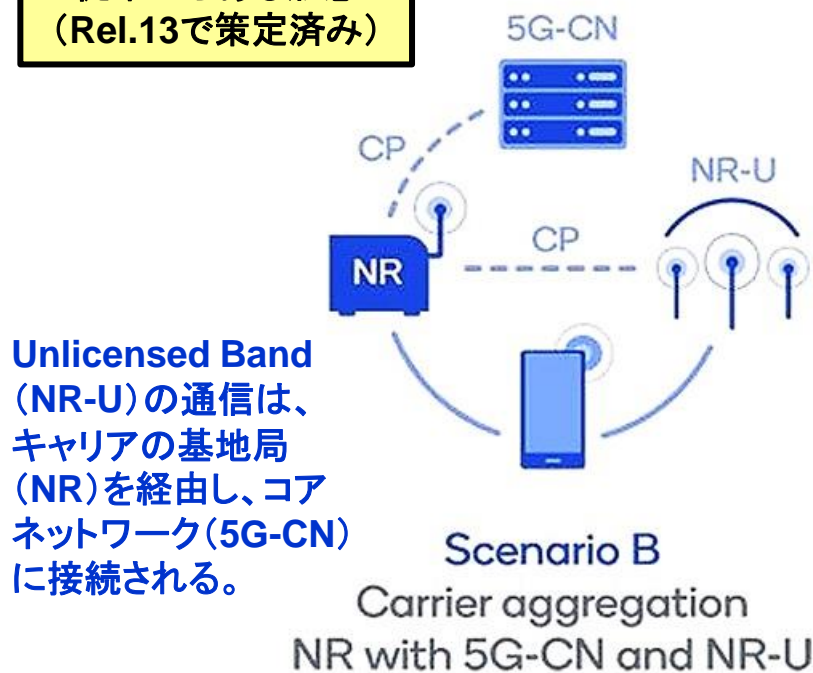 (Rel.13で策定済み)
5G-CN
CP
NR-U
CP
NR
Unlicensed Band
(NR-U)の通信は、
キャリアの基地局
(NR)を経由し、コア
ネットワーク(5G-CN)
に接続される。
Scenario B
Carrier aggregation
NR with 5G-CN and NR-U